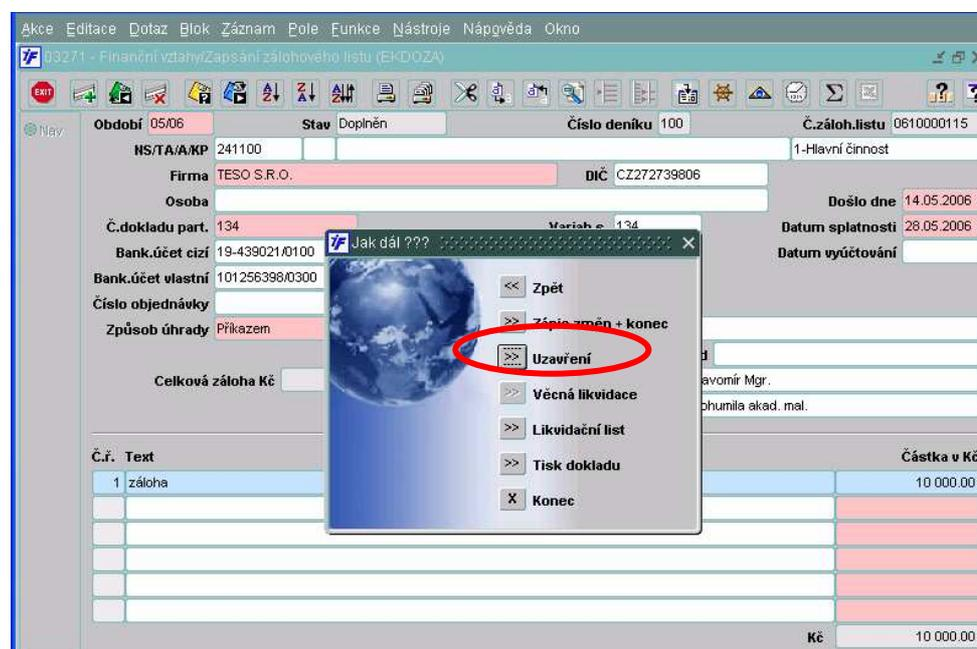 Akce Editace Dotaz Blok Záznam Pole Funkce Nástroje Nápověda Okno
03271 - Finanční vztahy/Zapsání zálohového listu (EKDOZA)
EXIT
Nav
Období 05/06 Stav Doplněn Číslo deníku 100 Č.záloh.listu 0610000115
NS/TA/A/KP 241100 1-Hlavní činnost
Firma TESO S.R.O. DIČ CZ272739806
Osoba Došlo dne 14.05.2006
Č.dokladu part. 134 Variab s. 134 Datum splatnosti 28.05.2006
Bank.účet cizí 19-439021/0100 Datum vyúčtování
Bank.účet vlastní 101256398/0300
Číslo objednávky
Způsob úhrady Příkazem
Celková záloha Kč
Jak dál ???
<< Zpět
>> Zápis změn + konec
>> Uzavření
>> Věcná likvidace
>> Likvidační list
>> Tisk dokladu
X Konec
avomír Mgr.
ohumila akad. mal.
Č.ř. Text Částka v Kč
1 záloha 10 000.00
Kč 10 000.00